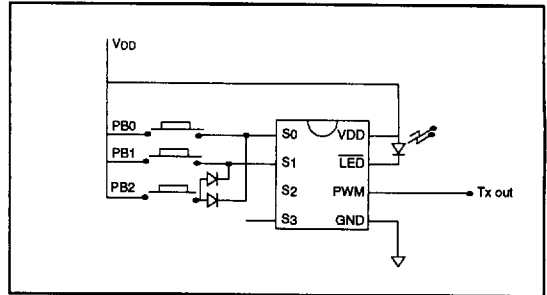 VDD
PB0
PB1
PB2
S0
S1
S2
S3
VDD
LED
PWM
GND
Tx out